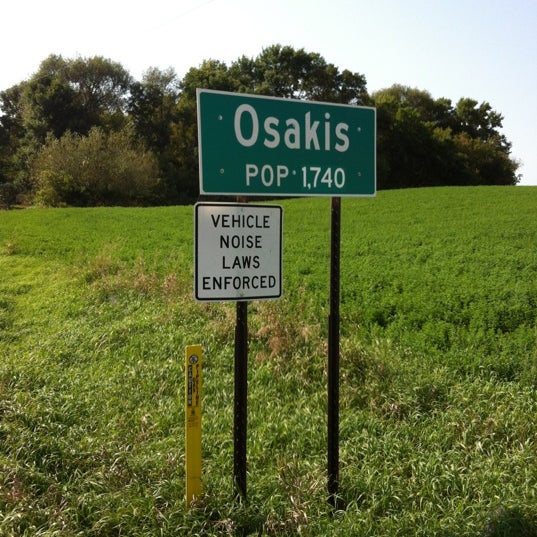 Osakis
POP 1,740
VEHICLE
NOISE
LAWS
ENFORCED